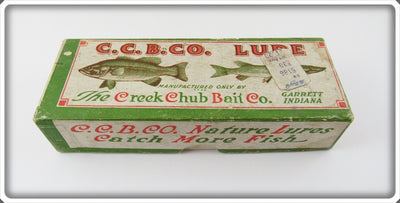 C.C.B.CO. LURE
MANUFACTURED ONLY BY
The Creek Chub Bait Co.
GARRETT
INDIANA
C.C.B.CO. Nature Lures
Catch More Fish